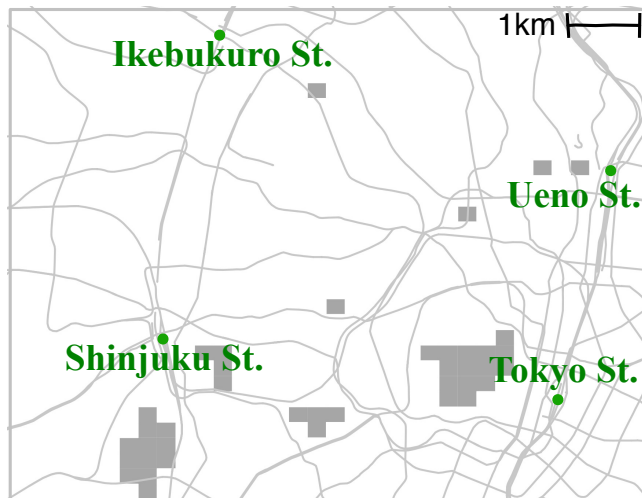 1km
Ikebukuro St.
Ueno St.
Shinjuku St.
Tokyo St.